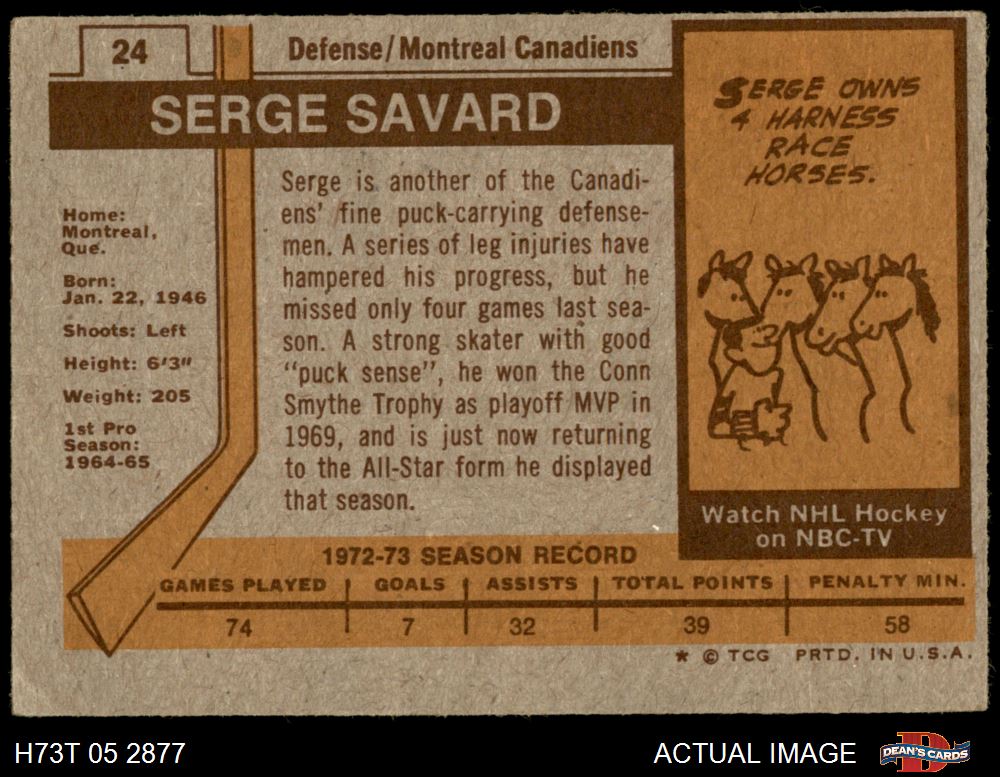 24
Defense/Montreal Canadiens
SERGE SAVARD
Home:
Montreal,
Que.
Born:
Jan. 22, 1946
Shoots: Left
Height: 6'3"
Weight: 205
1st Pro
Season:
1964-65
Serge is another of the Canadi-
ens' fine puck-carrying defense-
men. A series of leg injuries have
hampered his progress, but he
missed only four games last sea-
son. A strong skater with good
"puck sense", he won the Conn
Smythe Trophy as playoff MVP in
1969, and is just now returning
to the All-Star form he displayed
that season.
SERGE OWNS
4 HARNESS
RACE
HORSES.
Watch NHL Hockey
on NBC-TV
1972-73 SEASON RECORD
GAMES PLAYED | GOALS | ASSISTS | TOTAL POINTS | PENALTY MIN.
74 | 7 | 32 | 39 | 58
* © TCG PRTD. IN U.S.A.
H73T 05 2877
ACTUAL IMAGE
D
DEAN'S CARDS